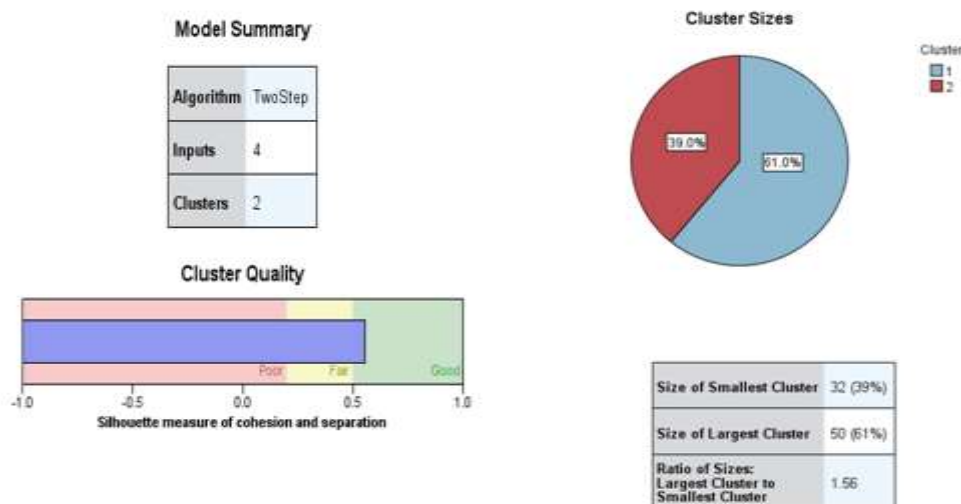 Model Summary
Algorithm TwoStep
Inputs 4
Clusters 2
Cluster Quality
Poor Fair Good
-1.0 -0.5 0.0 0.5 1.0
Silhouette measure of cohesion and separation
Cluster Sizes
Cluster
1
2
39.0%
61.0%
Size of Smallest Cluster 32 (39%)
Size of Largest Cluster 50 (61%)
Ratio of Sizes:
Largest Cluster to
Smallest Cluster 1.56